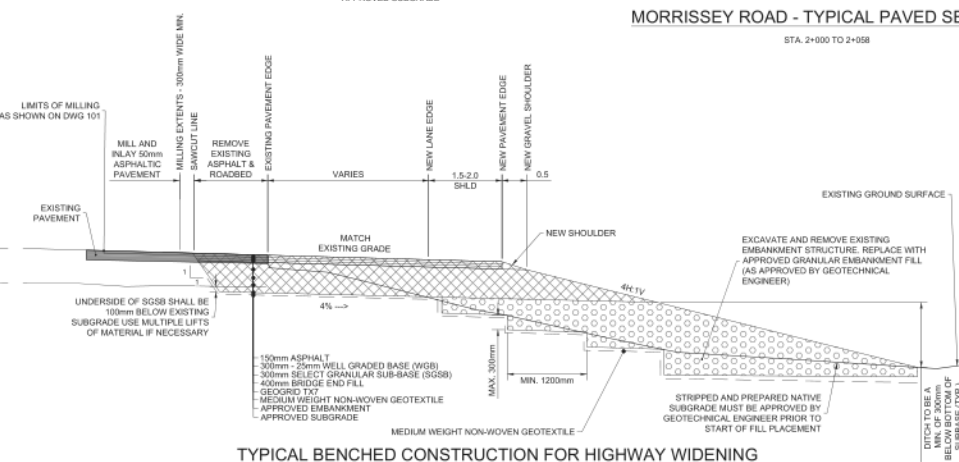 MORRISSEY ROAD - TYPICAL PAVED SE
STA. 2+000 TO 2+058
LIMITS OF MILLING
AS SHOWN ON DWG 101
MILL AND
INLAY 50mm
ASPHALTIC
PAVEMENT
MILLING EXTENTS - 300mm WIDE MIN.
SAWCUT LINE
REMOVE
EXISTING
ASPHALT &
ROADBED
EXISTING PAVEMENT EDGE
VARIES
NEW LANE EDGE
1.5-2.0
SHLD
NEW PAVEMENT EDGE
NEW GRAVEL SHOULDER
0.5
EXISTING GROUND SURFACE
EXISTING
PAVEMENT
MATCH
EXISTING GRADE
NEW SHOULDER
EXCAVATE AND REMOVE EXISTING
EMBANKMENT STRUCTURE. REPLACE WITH
APPROVED GRANULAR EMBANKMENT FILL
(AS APPROVED BY GEOTECHNICAL
ENGINEER)
1
1
4H:1V
UNDERSIDE OF SGSB SHALL BE
100mm BELOW EXISTING
SUBGRADE USE MULTIPLE LIFTS
OF MATERIAL IF NECESSARY
4% --->
150mm ASPHALT
300mm - 25mm WELL GRADED BASE (WGB)
300mm SELECT GRANULAR SUB-BASE (SGSB)
400mm BRIDGE END FILL
GEOGRID TX7
MEDIUM WEIGHT NON-WOVEN GEOTEXTILE
APPROVED EMBANKMENT
APPROVED SUBGRADE
MAX. 300mm
MIN. 1200mm
MEDIUM WEIGHT NON-WOVEN GEOTEXTILE
STRIPPED AND PREPARED NATIVE
SUBGRADE MUST BE APPROVED BY
GEOTECHNICAL ENGINEER PRIOR TO
START OF FILL PLACEMENT
DITCH TO BE A
MIN. OF 300mm
BELOW BOTTOM OF
SUBBASE (TYP.)
TYPICAL BENCHED CONSTRUCTION FOR HIGHWAY WIDENING